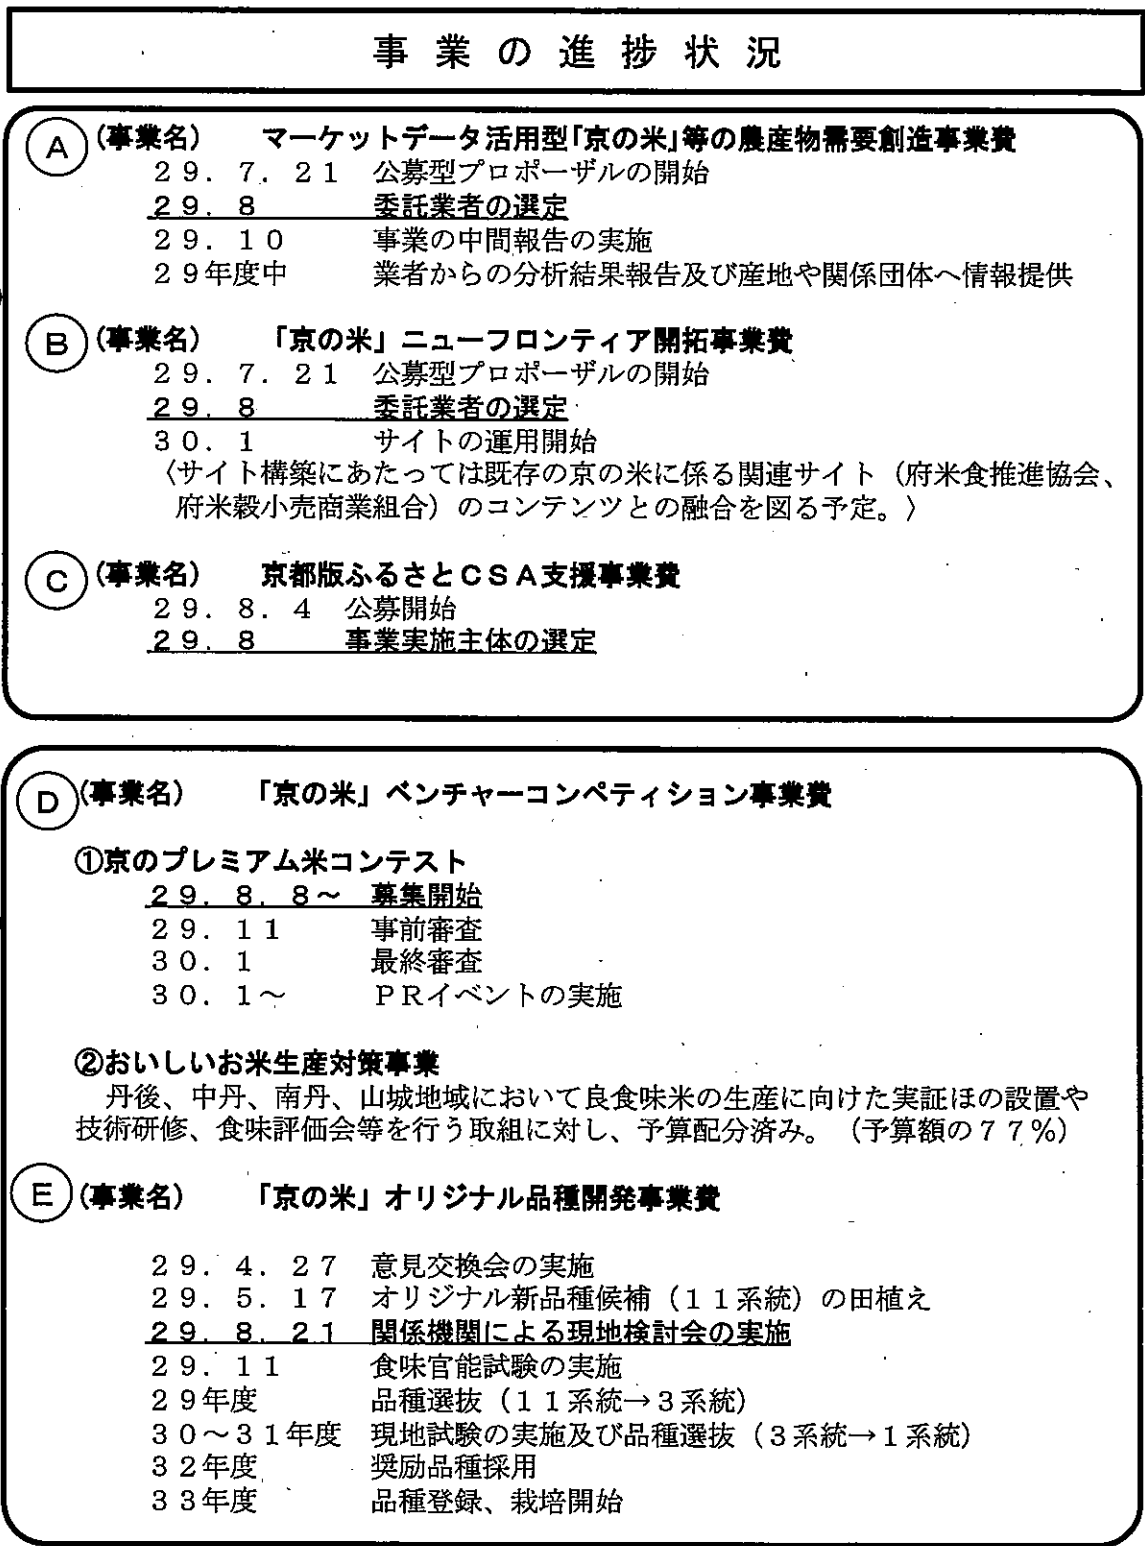 事業の進捗状況
A (事業名) マーケットデータ活用型「京の米」等の農産物需要創造事業費
29.7.21 公募型プロポーザルの開始
29.8 委託業者の選定
29.10 事業の中間報告の実施
29年度中 業者からの分析結果報告及び産地や関係団体へ情報提供
B (事業名) 「京の米」ニューフロンティア開拓事業費
29.7.21 公募型プロポーザルの開始
29.8 委託業者の選定
30.1 サイトの運用開始
〈サイト構築にあたっては既存の京の米に係る関連サイト(府米食推進協会、
府米穀小売商業組合)のコンテンツとの融合を図る予定。〉
C (事業名) 京都版ふるさとCSA支援事業費
29.8.4 公募開始
29.8 事業実施主体の選定
D (事業名) 「京の米」ベンチャーコンペティション事業費
①京のプレミアム米コンテスト
29.8.8~ 募集開始
29.11 事前審査
30.1 最終審査
30.1~ PRイベントの実施
②おいしいお米生産対策事業
丹後、中丹、南丹、山城地域において良食味米の生産に向けた実証ほの設置や
技術研修、食味評価会等を行う取組に対し、予算配分済み。(予算額の77%)
E (事業名) 「京の米」オリジナル品種開発事業費
29.4.27 意見交換会の実施
29.5.17 オリジナル新品種候補(11系統)の田植え
29.8.21 関係機関による現地検討会の実施
29.11 食味官能試験の実施
29年度 品種選抜(11系統→3系統)
30~31年度 現地試験の実施及び品種選抜(3系統→1系統)
32年度 奨励品種採用
33年度 品種登録、栽培開始